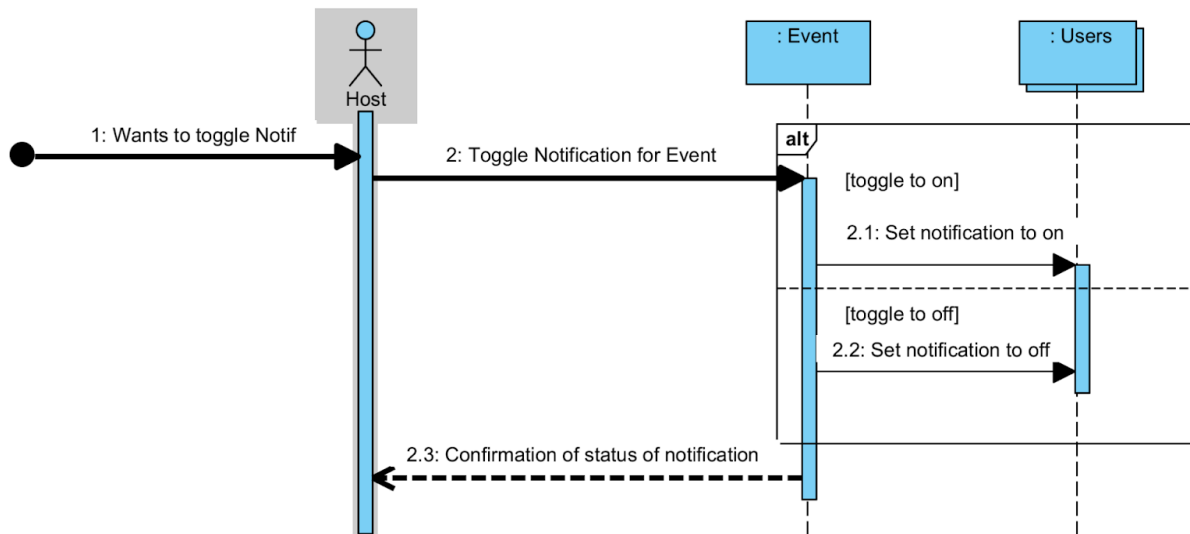 : Event
: Users
Host
1: Wants to toggle Notif
alt
2: Toggle Notification for Event
[toggle to on]
2.1: Set notification to on
[toggle to off]
2.2: Set notification to off
2.3: Confirmation of status of notification